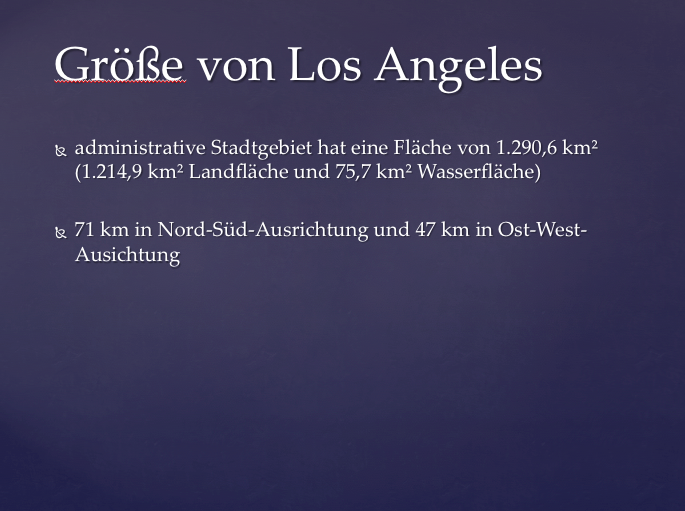 Größe von Los Angeles
administrative Stadtgebiet hat eine Fläche von 1.290,6 km²
(1.214,9 km² Landfläche und 75,7 km² Wasserfläche)
71 km in Nord-Süd-Ausrichtung und 47 km in Ost-West-
Ausichtung